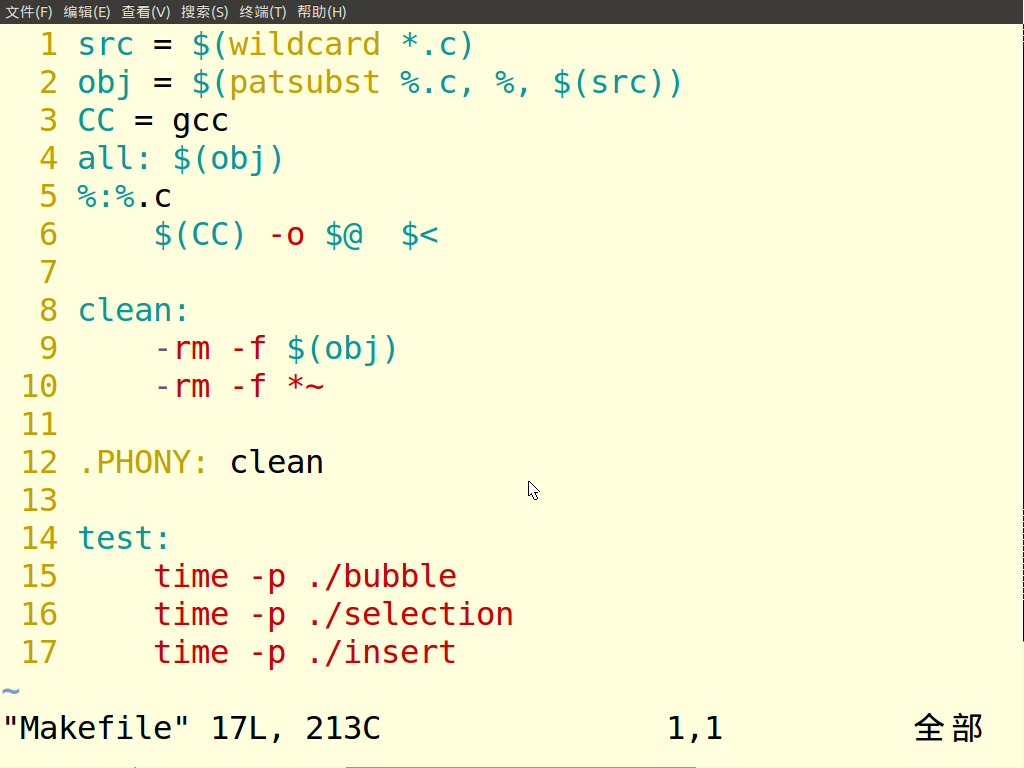 文件(F) 编辑(E) 查看(V) 搜索(S) 终端(T) 帮助(H)
1 src = $(wildcard *.c)
2 obj = $(patsubst %.c, %, $(src))
3 CC = gcc
4 all: $(obj)
5 %:%.c
6     $(CC) -o $@  $<
7
8 clean:
9     -rm -f $(obj)
10     -rm -f *~
11
12 .PHONY: clean
13
14 test:
15     time -p ./bubble
16     time -p ./selection
17     time -p ./insert
~
"Makefile" 17L, 213C 1,1 全部